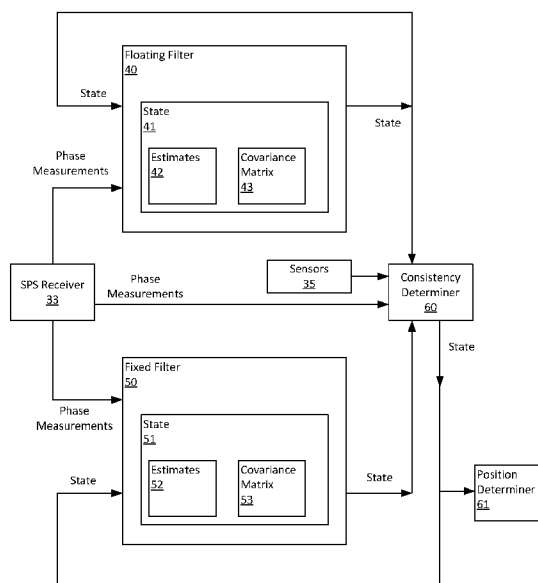 Floating Filter
40
State
State
41
State
Estimates
42
Covariance
Matrix
43
Phase
Measurements
SPS Receiver
33
Phase
Measurements
Sensors
35
Consistency
Determiner
60
State
Fixed Filter
50
Phase
Measurements
State
51
State
Estimates
52
Covariance
Matrix
53
State
Position
Determiner
61